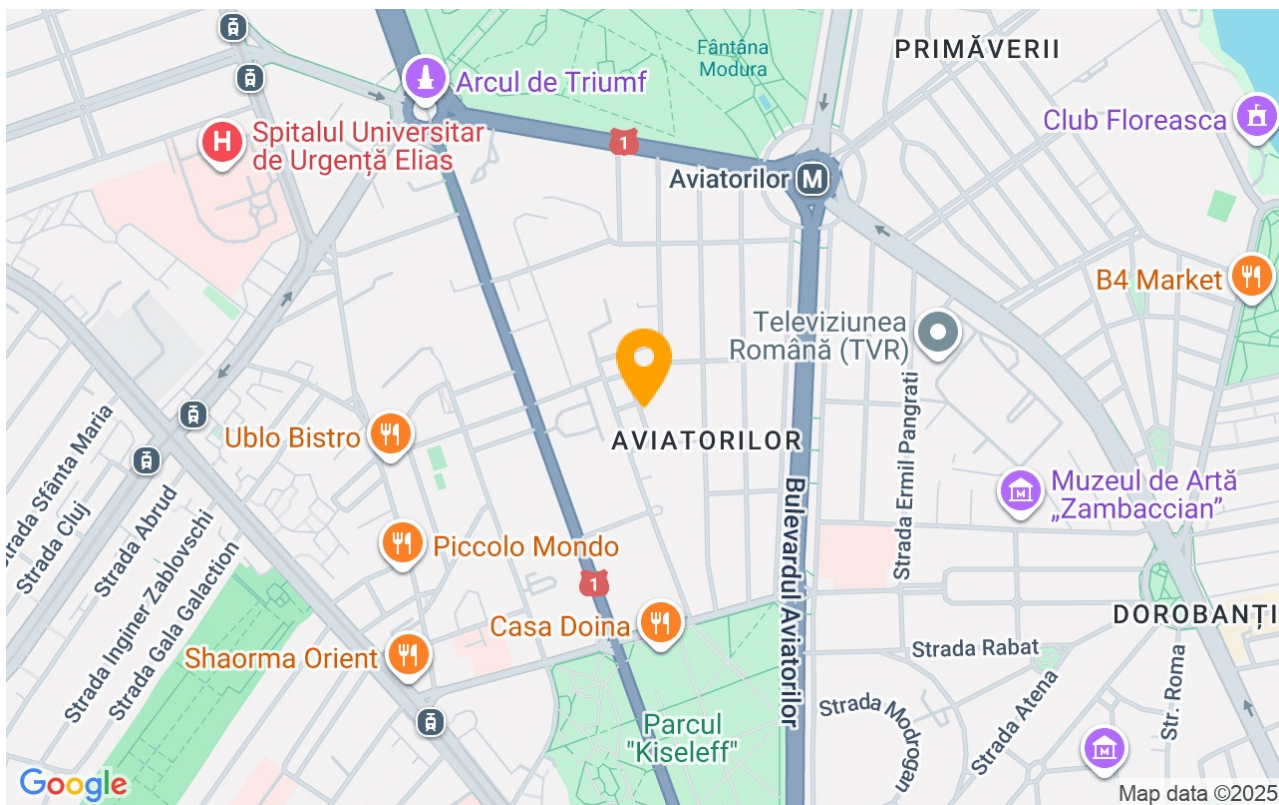 Fântâna
Modura
PRIMĂVERII
Arcul de Triumf
Club Floreasca
Spitalul Universitar
de Urgență Elias
H
1
Aviatorilor
M
B4 Market
Televiziunea
Română (TVR)
Strada Sfânta Maria
Strada Cluj
Strada Abrud
Strada Inginer Zablovschi
Strada Gala Galaction
Ublo Bistro
AVIATORILOR
Strada Ermil Pangrati
Bulevardul Aviatorilor
Muzeul de Artă
„Zambaccian”
Piccolo Mondo
1
Casa Doina
Shaorma Orient
DOROBANȚI
Strada Rabat
Strada Atena
Str. Roma
Strada Modrogan
Parcul
"Kiseleff"
Google
Map data ©2025